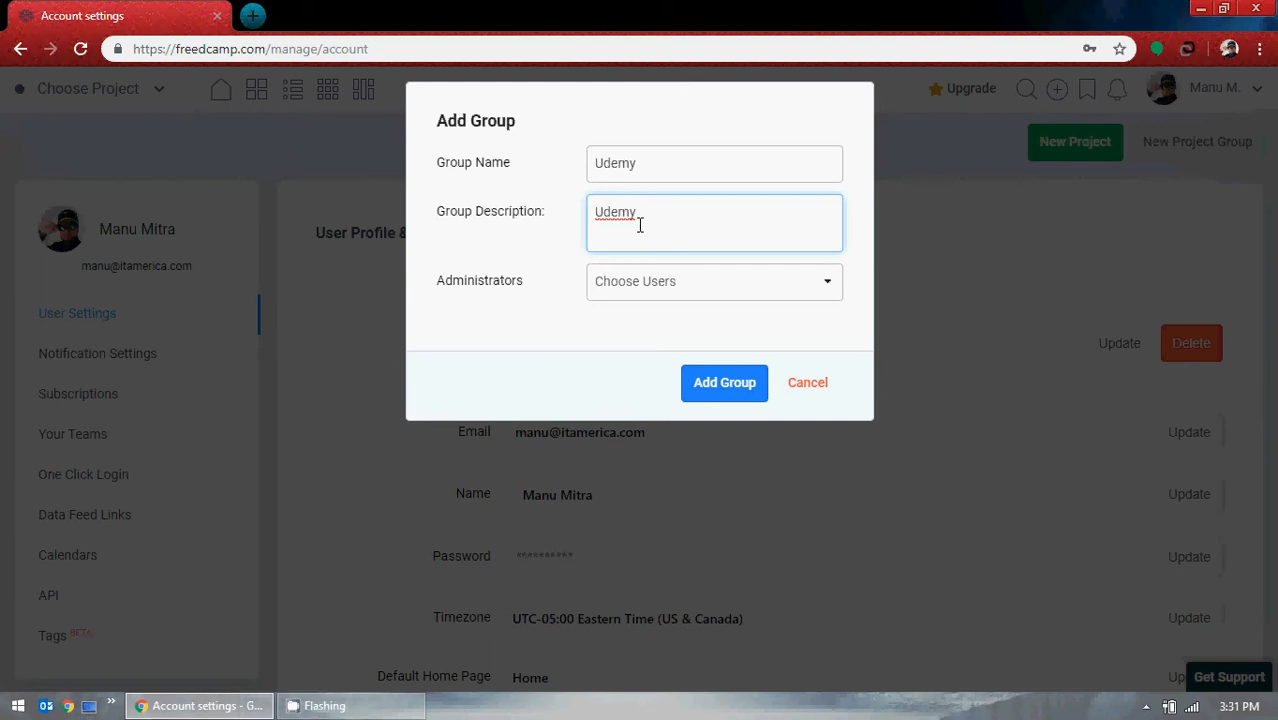 Account settings
https://freedcamp.com/manage/account
Choose Project
Upgrade
Manu M.
New Project
New Project Group
Add Group
Group Name
Udemy
Group Description:
Udemy
Administrators
Choose Users
Add Group
Cancel
Manu Mitra
manu@itamerica.com
User Settings
Notification Settings
Subscriptions
Your Teams
One Click Login
Data Feed Links
Calendars
API
Tags BETA
User Profile &
Update
Delete
Email
manu@itamerica.com
Update
Name
Manu Mitra
Update
Password
**********
Update
Timezone
UTC-05:00 Eastern Time (US & Canada)
Update
Default Home Page
Home
Up
Get Support
Account settings - G...
Flashing
3:31 PM